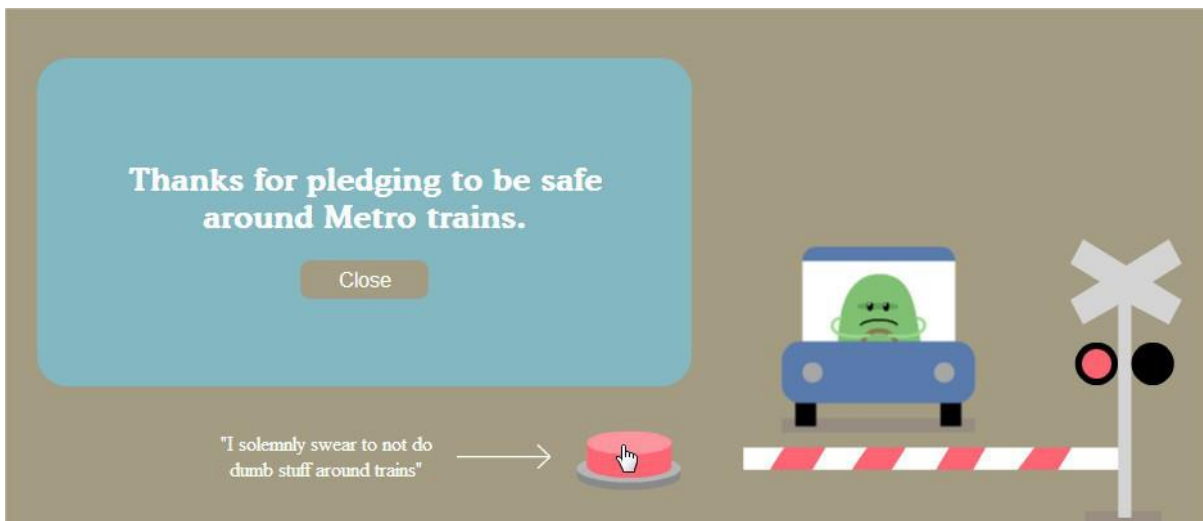 Thanks for pledging to be safe
around Metro trains.
Close
"I solemnly swear to not do
dumb stuff around trains"